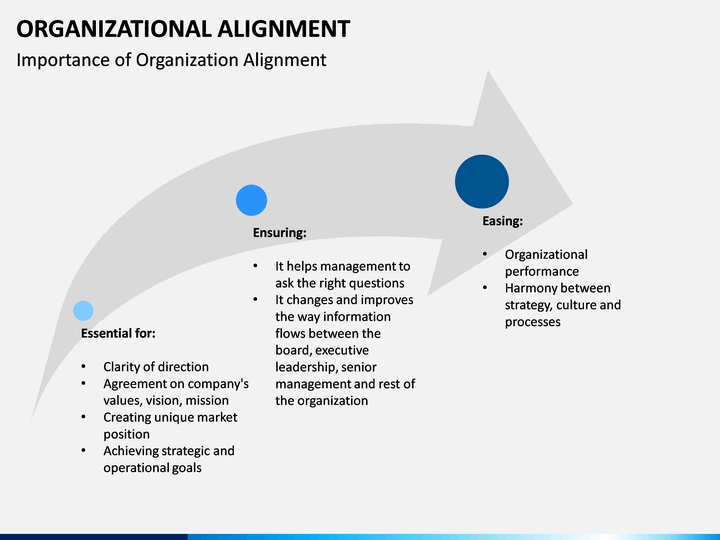 ORGANIZATIONAL ALIGNMENT
Importance of Organization Alignment
Essential for:
• Clarity of direction
• Agreement on company's
values, vision, mission
• Creating unique market
position
• Achieving strategic and
operational goals
Ensuring:
• It helps management to
ask the right questions
• It changes and improves
the way information
flows between the
board, executive
leadership, senior
management and rest of
the organization
Easing:
• Organizational
performance
• Harmony between
strategy, culture and
processes